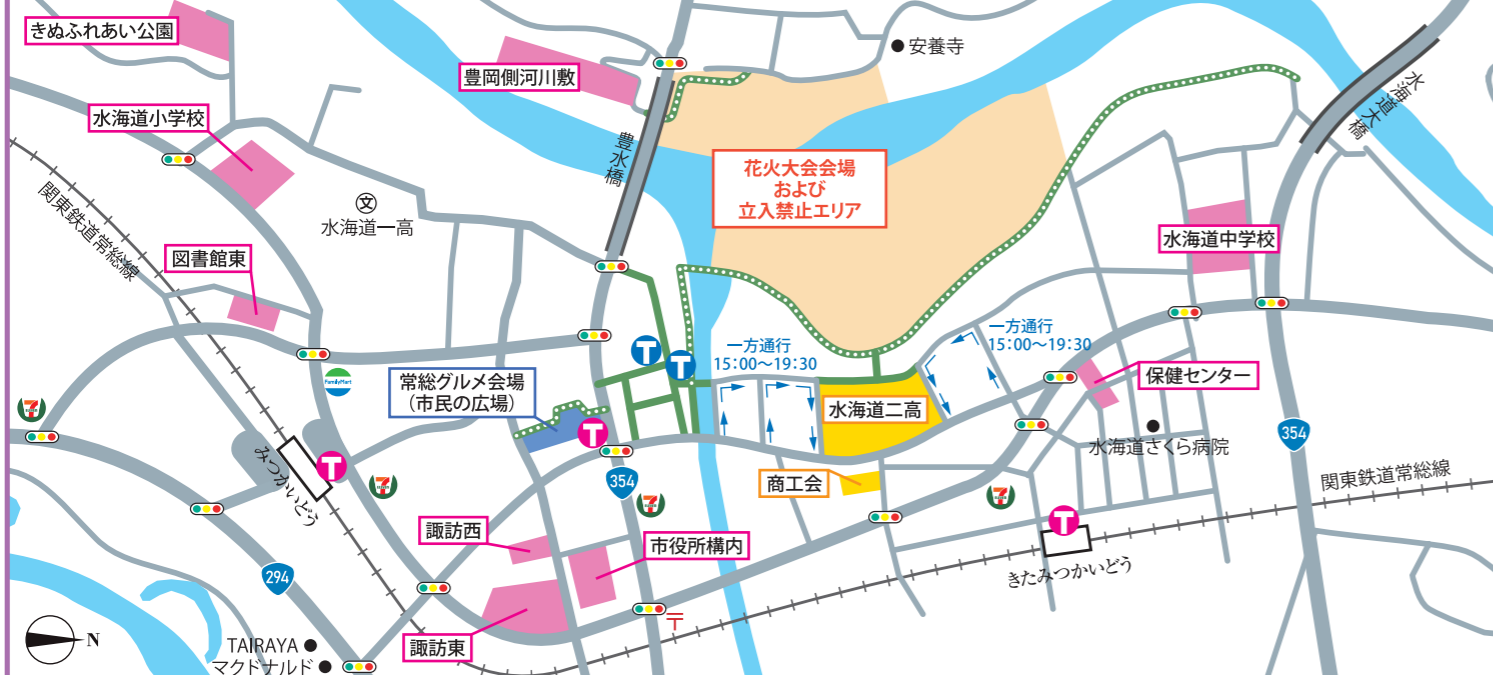 きぬふれあい公園
豊岡側河川敷
安養寺
水海道小学校
豊水橋
水海道大橋
花火大会会場
および
立入禁止エリア
文
水海道一高
関東鉄道常総線
図書館東
水海道中学校
一方通行
15:00～19:30
一方通行
15:00～19:30
T
T
FamilyMart
常総グルメ会場
（市民の広場）
保健センター
水海道二高
7
T
354
水海道さくら病院
みつかいどう
T
7
354
商工会
関東鉄道常総線
7
7
諏訪西
市役所構内
T
きたみつかいどう
294
〒
N
TAIRAYA
マクドナルド
諏訪東